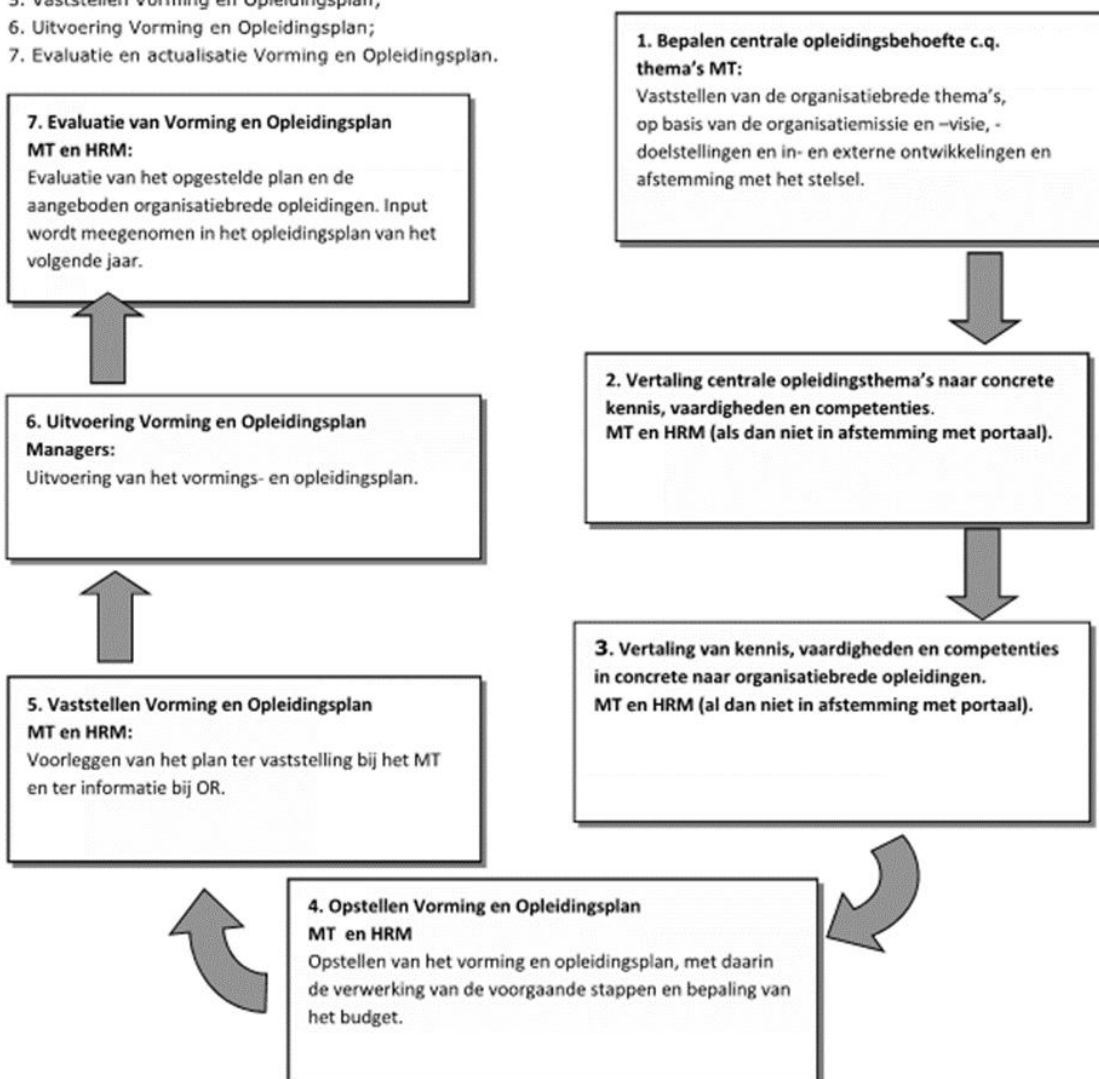 5. Vaststellen Vorming en Opleidingsplan;
6. Uitvoering Vorming en Opleidingsplan;
7. Evaluatie en actualisatie Vorming en Opleidingsplan.
1. Bepalen centrale opleidingsbehoefte c.q.
thema's MT:
Vaststellen van de organisatiebrede thema's,
op basis van de organisatiemissie en –visie, -
doelstellingen en in- en externe ontwikkelingen en
afstemming met het stelsel.
2. Vertaling centrale opleidingsthema's naar concrete
kennis, vaardigheden en competenties.
MT en HRM (als dan niet in afstemming met portaal).
3. Vertaling van kennis, vaardigheden en competenties
in concrete naar organisatiebrede opleidingen.
MT en HRM (al dan niet in afstemming met portaal).
4. Opstellen Vorming en Opleidingsplan
MT en HRM
Opstellen van het vorming en opleidingsplan, met daarin
de verwerking van de voorgaande stappen en bepaling van
het budget.
5. Vaststellen Vorming en Opleidingsplan
MT en HRM:
Voorleggen van het plan ter vaststelling bij het MT
en ter informatie bij OR.
6. Uitvoering Vorming en Opleidingsplan
Managers:
Uitvoering van het vormings- en opleidingsplan.
7. Evaluatie van Vorming en Opleidingsplan
MT en HRM:
Evaluatie van het opgestelde plan en de
aangeboden organisatiebrede opleidingen. Input
wordt meegenomen in het opleidingsplan van het
volgende jaar.